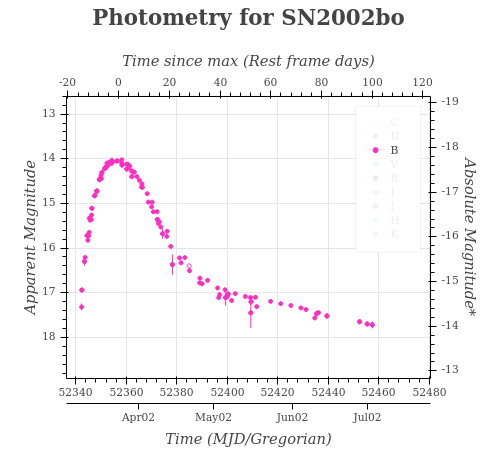 Photometry for SN2002bo
Time since max (Rest frame days)
-20 0 20 40 60 80 100 120
Apparent Magnitude
13
14
15
16
17
18
C
U
B
V
R
I
J
H
K
-19
-18
-17
-16
-15
-14
-13
Absolute Magnitude*
52340 52360 52380 52400 52420 52440 52460 52480
Apr02 May02 Jun02 Jul02
Time (MJD/Gregorian)